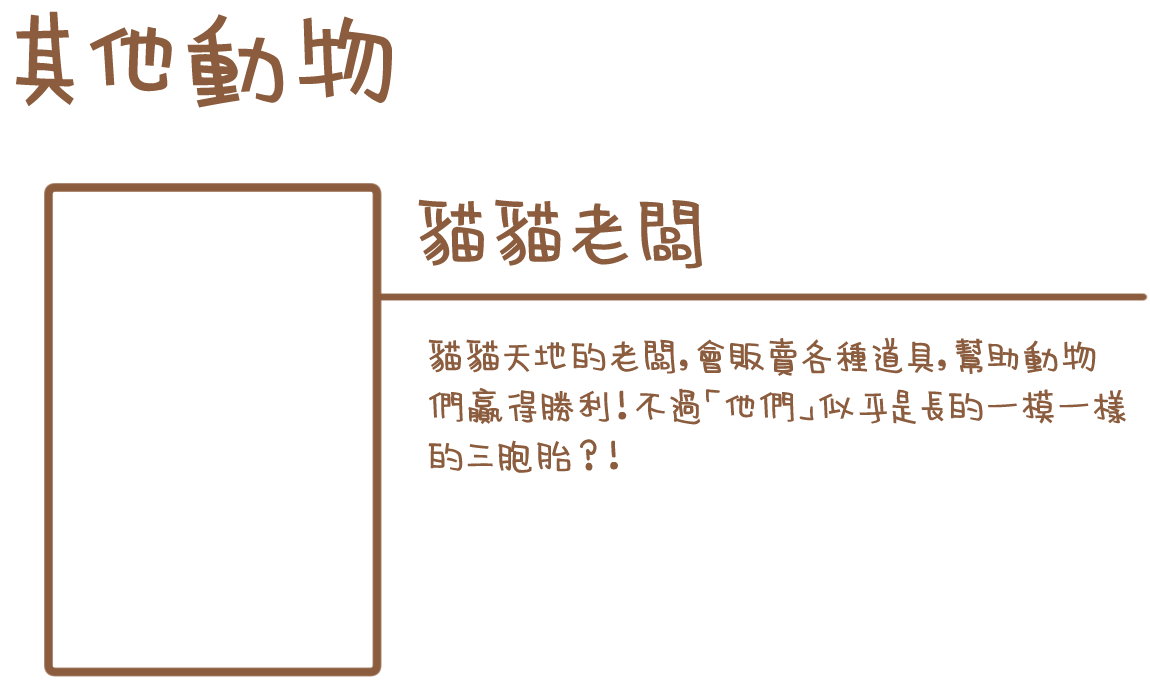 其他動物
貓貓老闆
貓貓天地的老闆,會販賣各種道具,幫助動物
們贏得勝利!不過「他們」似乎是長的一模一樣
的三胞胎?!